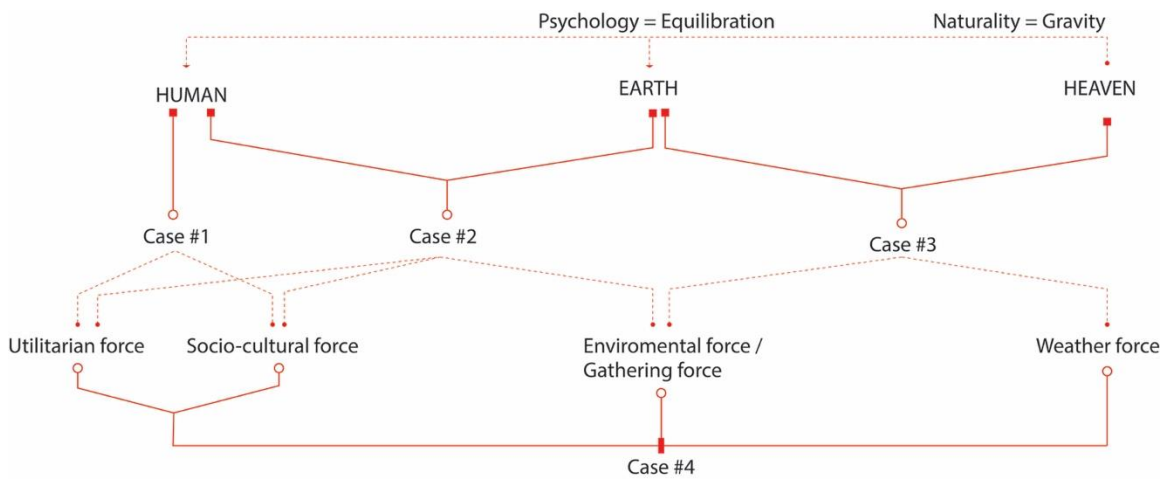 Psychology = Equilibration
Naturality = Gravity
HUMAN
EARTH
HEAVEN
Case #1
Case #2
Case #3
Utilitarian force
Socio-cultural force
Enviromental force /
Gathering force
Weather force
Case #4